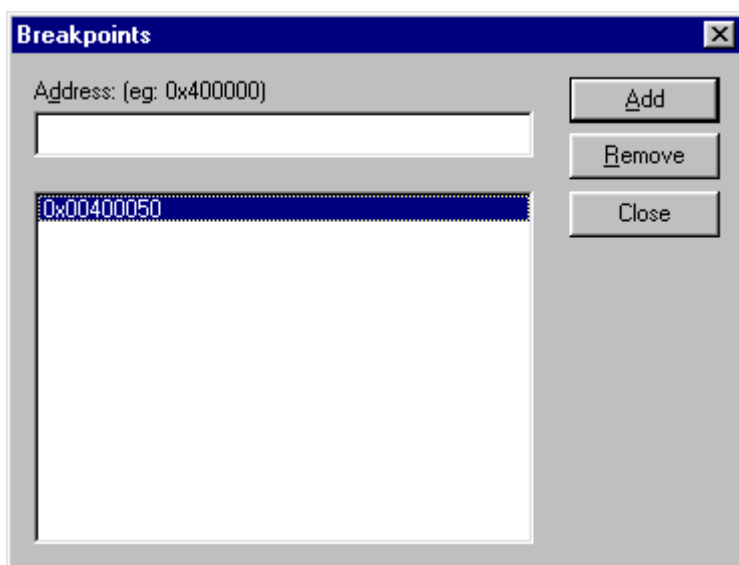 Breakpoints
Address: (eg: 0x400000)
Add
Remove
0x00400050
Close